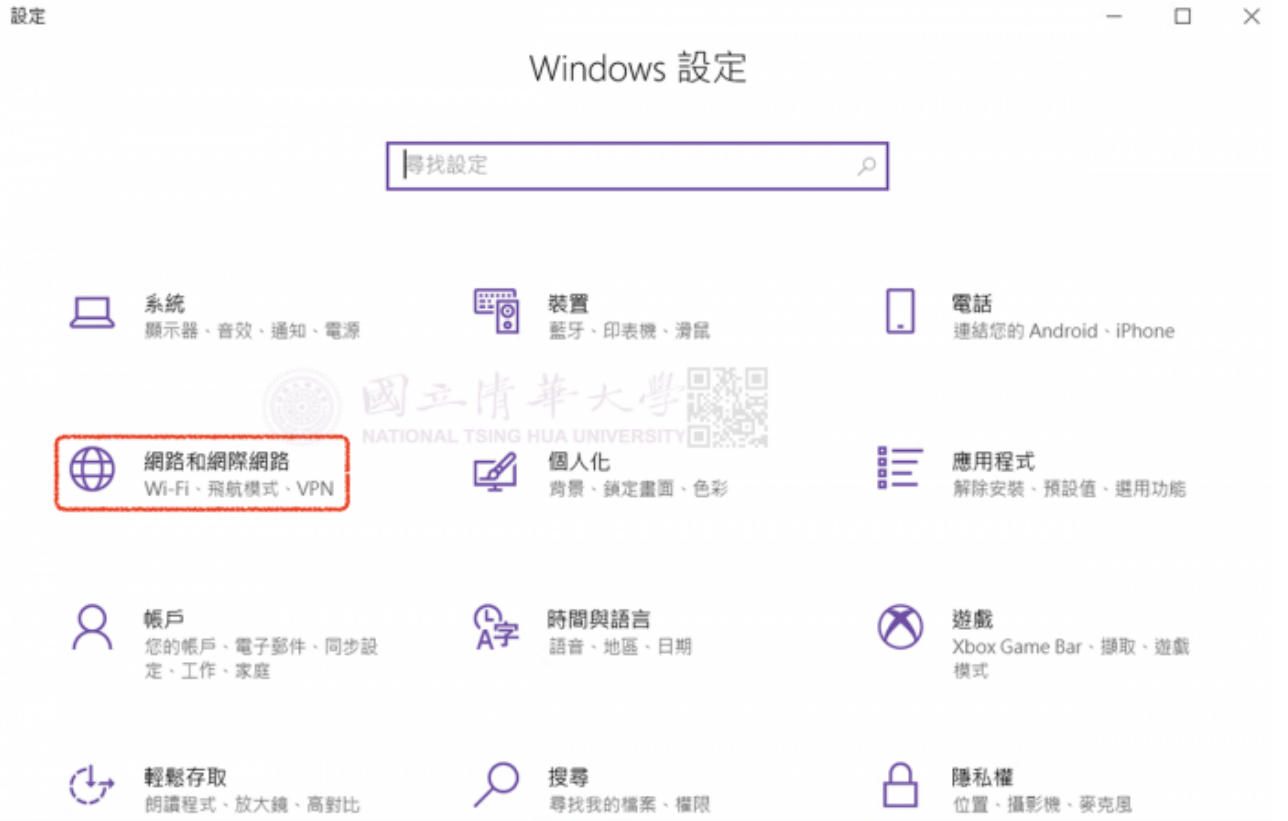 設定
Windows 設定
尋找設定
系統
顯示器、音效、通知、電源
裝置
藍牙、印表機、滑鼠
電話
連結您的 Android、iPhone
國立清華大學
NATIONAL TSING HUA UNIVERSITY
網路和網際網路
Wi-Fi、飛航模式、VPN
個人化
背景、鎖定畫面、色彩
應用程式
解除安裝、預設值、選用功能
帳戶
您的帳戶、電子郵件、同步設
定、工作、家庭
時間與語言
語音、地區、日期
遊戲
Xbox Game Bar、擷取、遊戲
模式
輕鬆存取
朗讀程式、放大鏡、高對比
搜尋
尋找我的檔案、權限
隱私權
位置、攝影機、麥克風